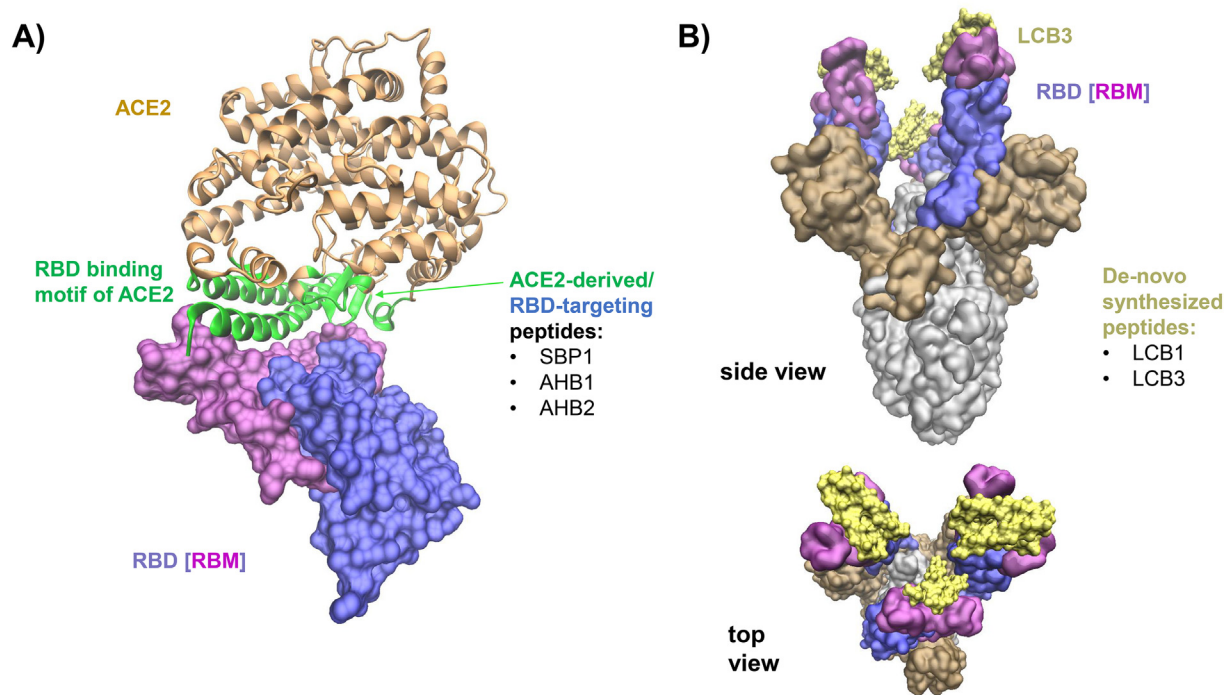 A)
ACE2
RBD binding
motif of ACE2
ACE2-derived/
RBD-targeting
peptides:
• SBP1
• AHB1
• AHB2
RBD [RBM]
B)
LCB3
RBD [RBM]
De-novo
synthesized
peptides:
• LCB1
• LCB3
side view
top
view